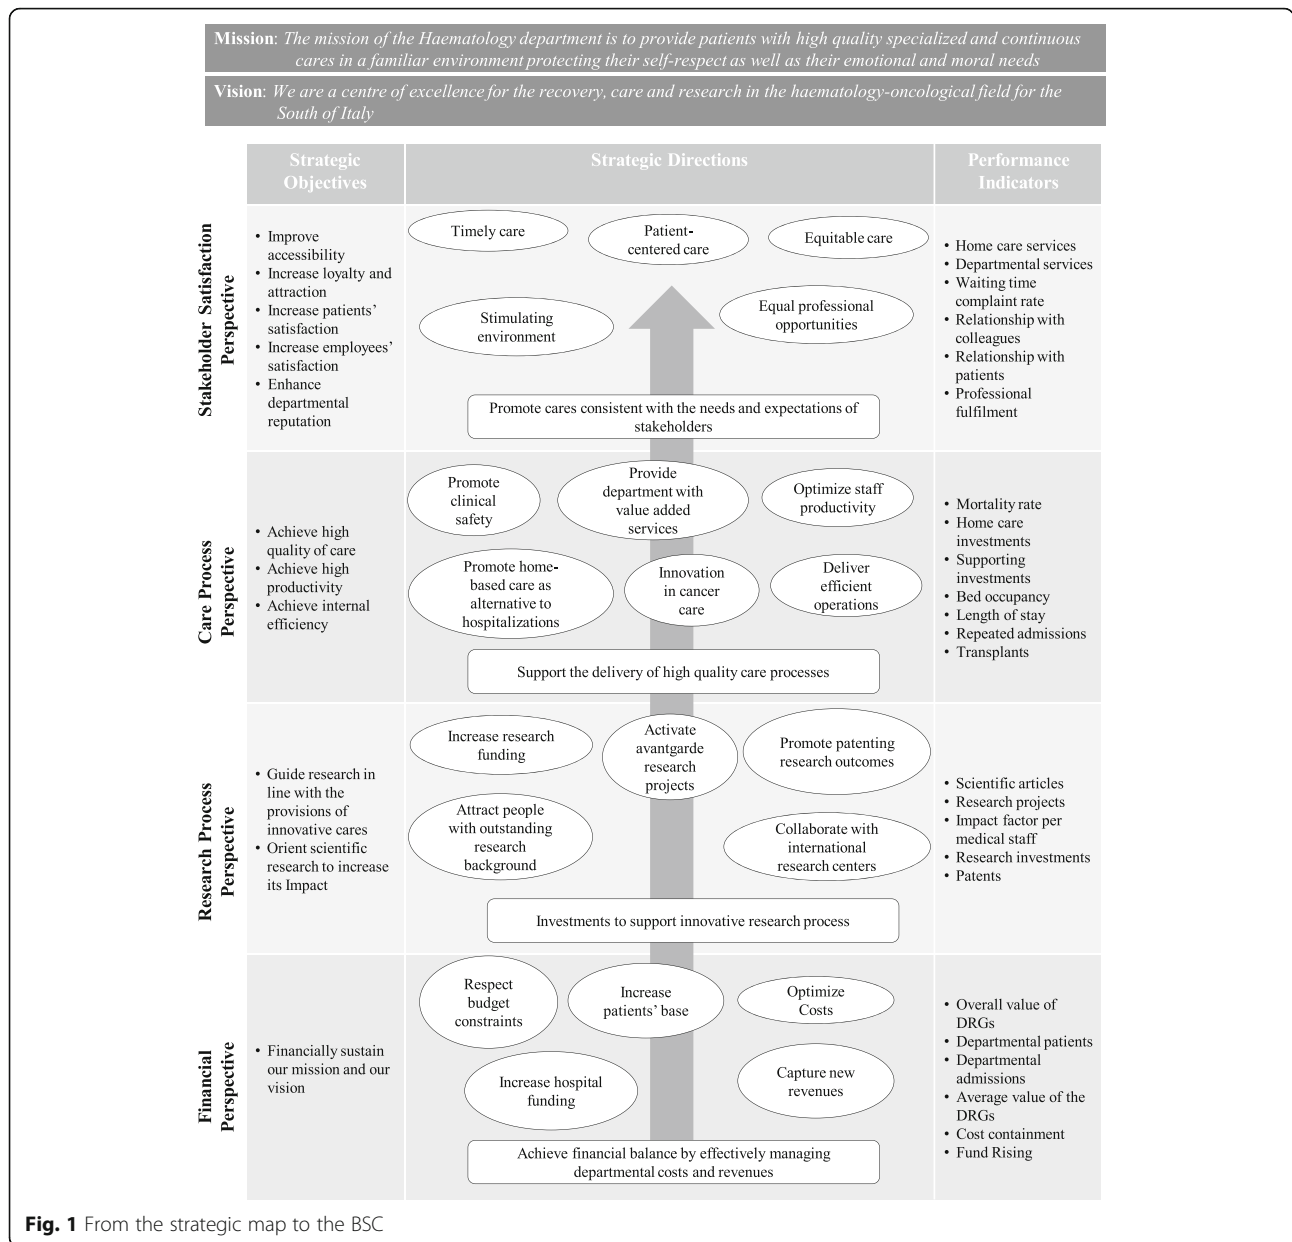 Mission: The mission of the Haematology department is to provide patients with high quality specialized and continuous
cares in a familiar environment protecting their self-respect as well as their emotional and moral needs
Vision: We are a centre of excellence for the recovery, care and research in the haematology-oncological field for the
South of Italy
Strategic
Objectives
Strategic Directions
Performance
Indicators
Stakeholder Satisfaction
Perspective
• Improve
accessibility
• Increase loyalty and
attraction
• Increase patients'
satisfaction
• Increase employees'
satisfaction
• Enhance
departmental
reputation
Timely care
Patient-
centered care
Equitable care
Stimulating
environment
Equal professional
opportunities
Promote cares consistent with the needs and expectations of
stakeholders
• Home care services
• Departmental services
• Waiting time
complaint rate
• Relationship with
colleagues
• Relationship with
patients
• Professional
fulfilment
Care Process
Perspective
• Achieve high
quality of care
• Achieve high
productivity
• Achieve internal
efficiency
Promote
clinical
safety
Provide
department with
value added
services
Optimize staff
productivity
Promote home-
based care as
alternative to
hospitalizations
Innovation
in cancer
care
Deliver
efficient
operations
Support the delivery of high quality care processes
• Mortality rate
• Home care
investments
• Supporting
investments
• Bed occupancy
• Length of stay
• Repeated admissions
• Transplants
Research Process
Perspective
• Guide research in
line with the
provisions of
innovative cares
• Orient scientific
research to increase
its Impact
Increase research
funding
Activate
avantgarde
research
projects
Promote patenting
research outcomes
Attract people
with outstanding
research
background
Collaborate with
international
research centers
Investments to support innovative research process
• Scientific articles
• Research projects
• Impact factor per
medical staff
• Research investments
• Patents
Financial
Perspective
• Financially sustain
our mission and our
vision
Respect
budget
constraints
Increase
patients' base
Optimize
Costs
Increase hospital
funding
Capture new
revenues
Achieve financial balance by effectively managing
departmental costs and revenues
• Overall value of
DRGs
• Departmental patients
• Departmental
admissions
• Average value of the
DRGs
• Cost containment
• Fund Rising
Fig. 1 From the strategic map to the BSC